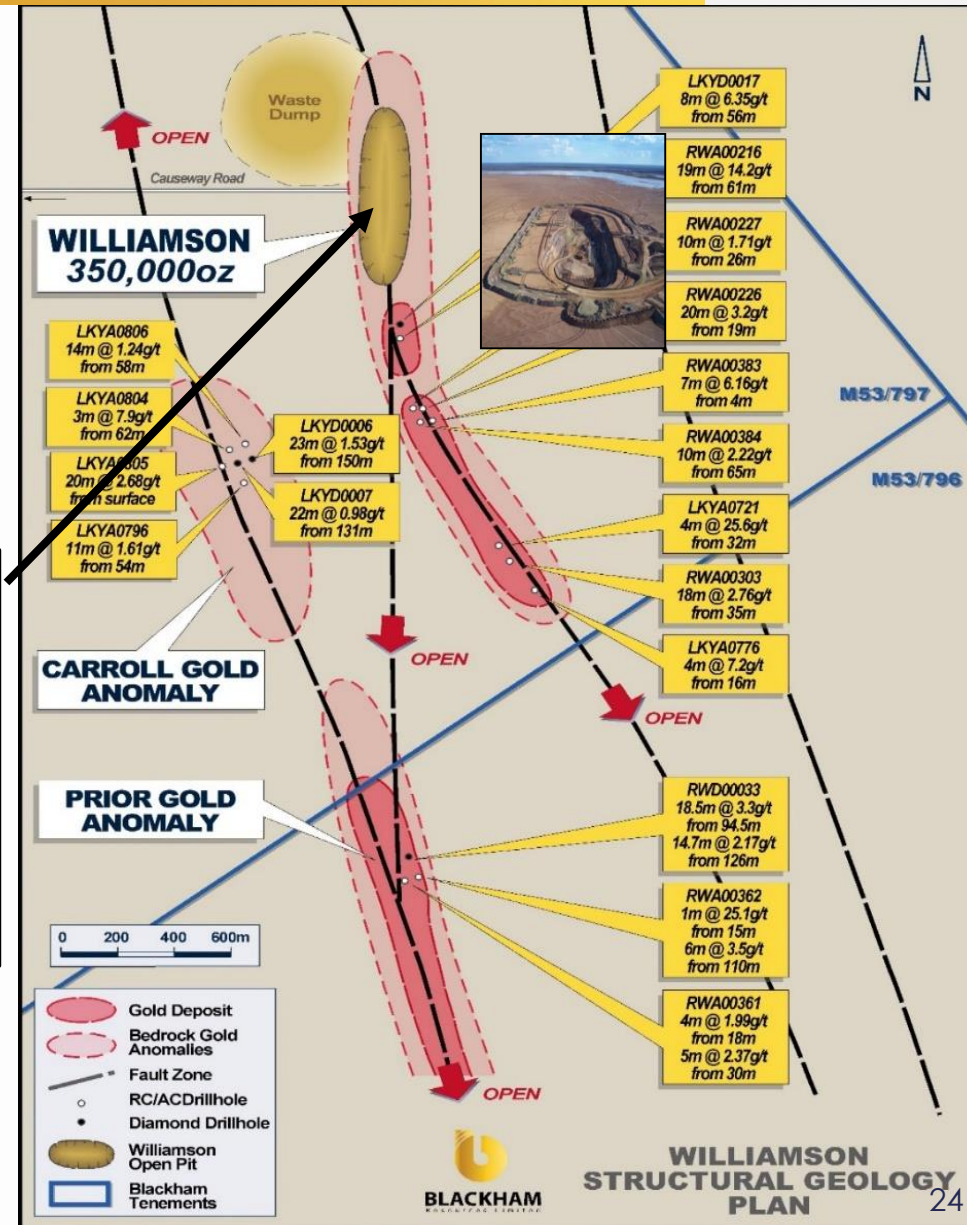 Waste
Dump
N
OPEN
Causeway Road
WILLIAMSON
350,000oz
LKYD0017
8m @ 6.35g/t
from 56m
RWA00216
19m @ 14.2g/t
from 61m
RWA00227
10m @ 1.71g/t
from 26m
RWA00226
20m @ 3.2g/t
from 19m
RWA00383
7m @ 6.16g/t
from 4m
RWA00384
10m @ 2.22g/t
from 65m
LKYA0721
4m @ 25.6g/t
from 32m
RWA00303
18m @ 2.76g/t
from 35m
LKYA0776
4m @ 7.2g/t
from 16m
M53/797
M53/796
LKYA0806
14m @ 1.24g/t
from 58m
LKYA0804
3m @ 7.9g/t
from 62m
LKYA0805
20m @ 2.68g/t
from surface
LKYA0796
11m @ 1.61g/t
from 54m
LKYD0006
23m @ 1.53g/t
from 150m
LKYD0007
22m @ 0.98g/t
from 131m
OPEN
OPEN
CARROLL GOLD
ANOMALY
PRIOR GOLD
ANOMALY
RWD00033
18.5m @ 3.3g/t
from 94.5m
14.7m @ 2.17g/t
from 126m
RWA00362
1m @ 25.1g/t
from 15m
6m @ 3.5g/t
from 110m
RWA00361
4m @ 1.99g/t
from 18m
5m @ 2.37g/t
from 30m
0 200 400 600m
Gold Deposit
Bedrock Gold
Anomalies
Fault Zone
RC/ACDrillhole
Diamond Drillhole
Williamson
Open Pit
Blackham
Tenements
OPEN
BLACKHAM
RESOURCES LIMITED
WILLIAMSON
STRUCTURAL GEOLOGY
PLAN
24